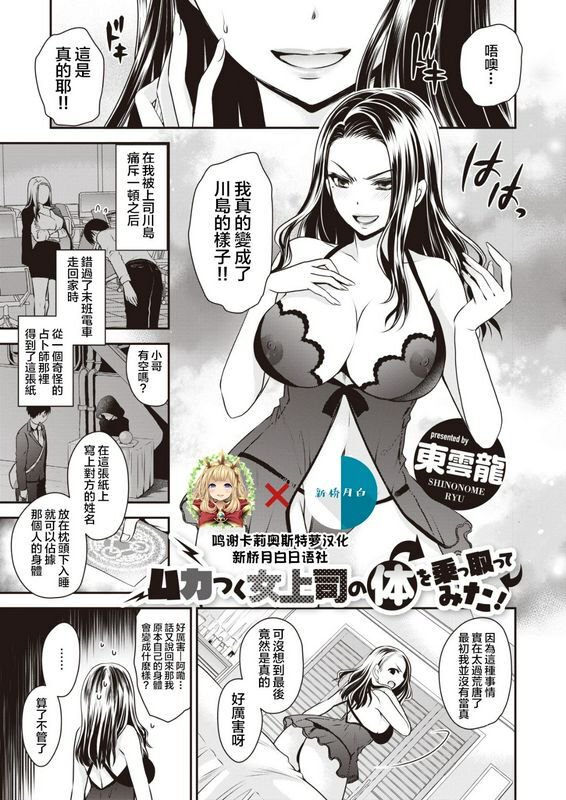 唔噢…
這是
真的耶!!
ドキ
ドキ
はは
我真的變成了
川島的樣子!!
在我被上司川島
痛斥一頓之後
錯過了末班電車
走回家時
從一個奇怪的
占卜師那裡
得到了這張紙
小哥
有空嗎？
在這張紙上
寫上對方的姓名
放在枕頭下入睡
就可以佔據
那個人的身體
presented by
東雲龍
SHINONOME
RYU
新桥月白
鸣谢卡莉奥斯特萝汉化
新桥月白日语社
ムカつく女上司の体を乗っ取って
みた!
因為這種事情
實在太過荒唐了
最初我並沒有當真
可沒想到最後
竟然是真的
好厲害呀
好厲害—阿嘞…
話又說回來那我
原本自己的身體
會變成什麼樣？
……
算了不管了